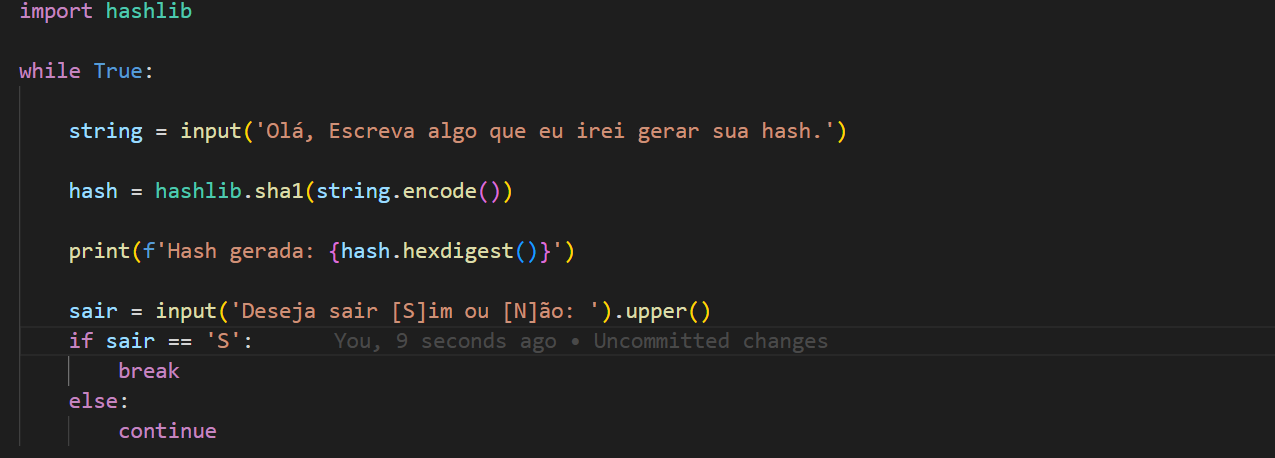 import hashlib
while True:
string = input('Olá, Escreva algo que eu irei gerar sua hash.')
hash = hashlib.sha1(string.encode())
print(f'Hash gerada: {hash.hexdigest()}')
sair = input('Deseja sair [S]im ou [N]ão: ').upper()
if sair == 'S': You, 9 seconds ago • Uncommitted changes
break
else:
continue